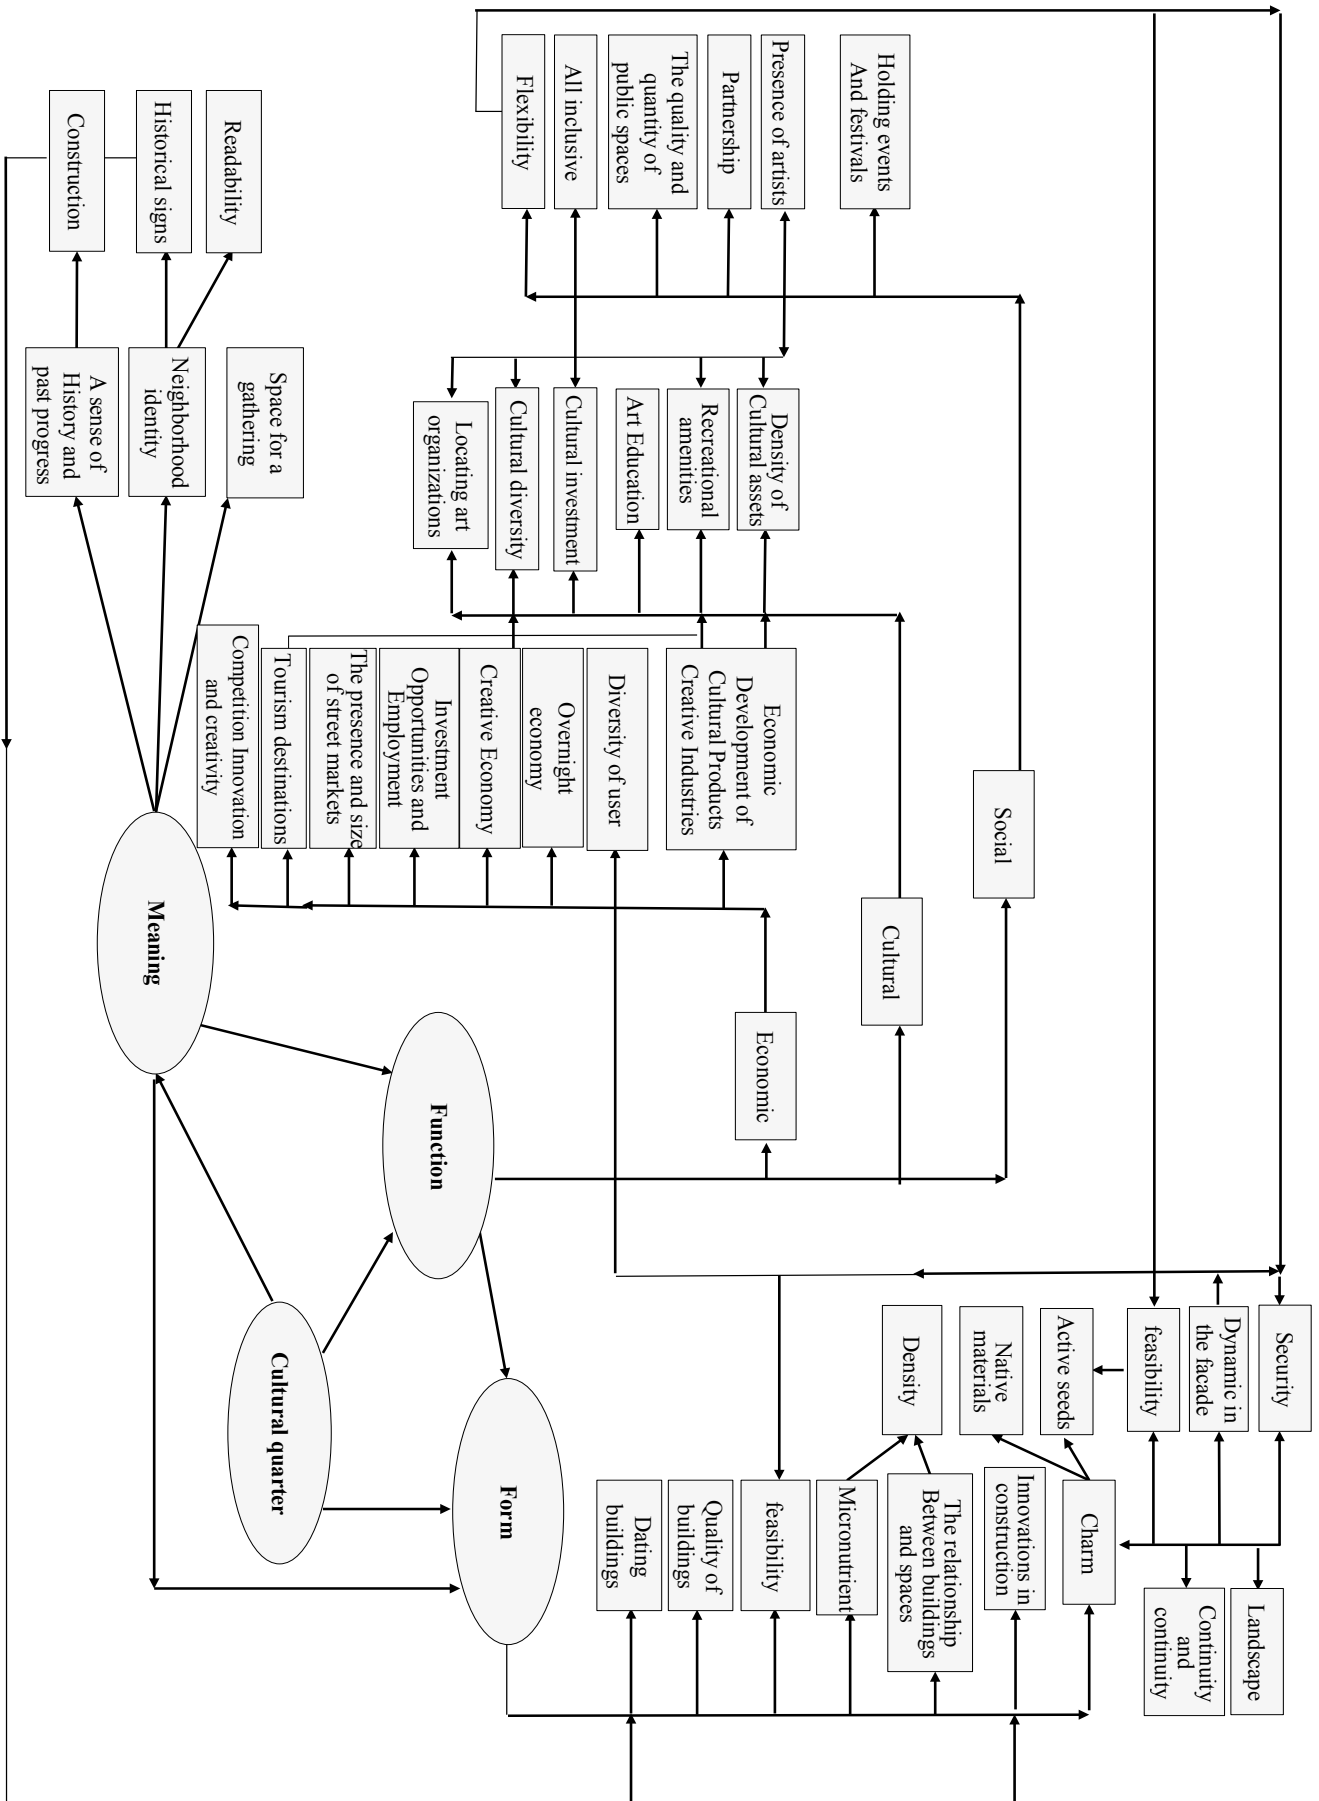 Holding events
And festivals
Presence of artists
Partnership
The quality and
quantity of
public spaces
All inclusive
Flexibility
Readability
Historical signs
Construction
Density of
Cultural assets
Recreational
amenities
Art Education
Cultural investment
Cultural diversity
Locating art
organizations
Space for a
gathering
Neighborhood
identity
A sense of
History and
past progress
Social
Cultural
Economic
Economic
Development of
Cultural Products
Creative Industries
Diversity of user
Overnight
economy
Creative Economy
Investment
Opportunities and
Employment
The presence and size
of street markets
Tourism destinations
Competition Innovation
and creativity
Meaning
Function
Cultural quarter
Form
Security
Dynamic in
the facade
feasibility
Active seeds
Native
materials
Density
Landscape
Continuity
and
continuity
Charm
Innovations in
construction
The relationship
Between buildings
and spaces
Micronutrient
feasibility
Quality of
buildings
Dating
buildings